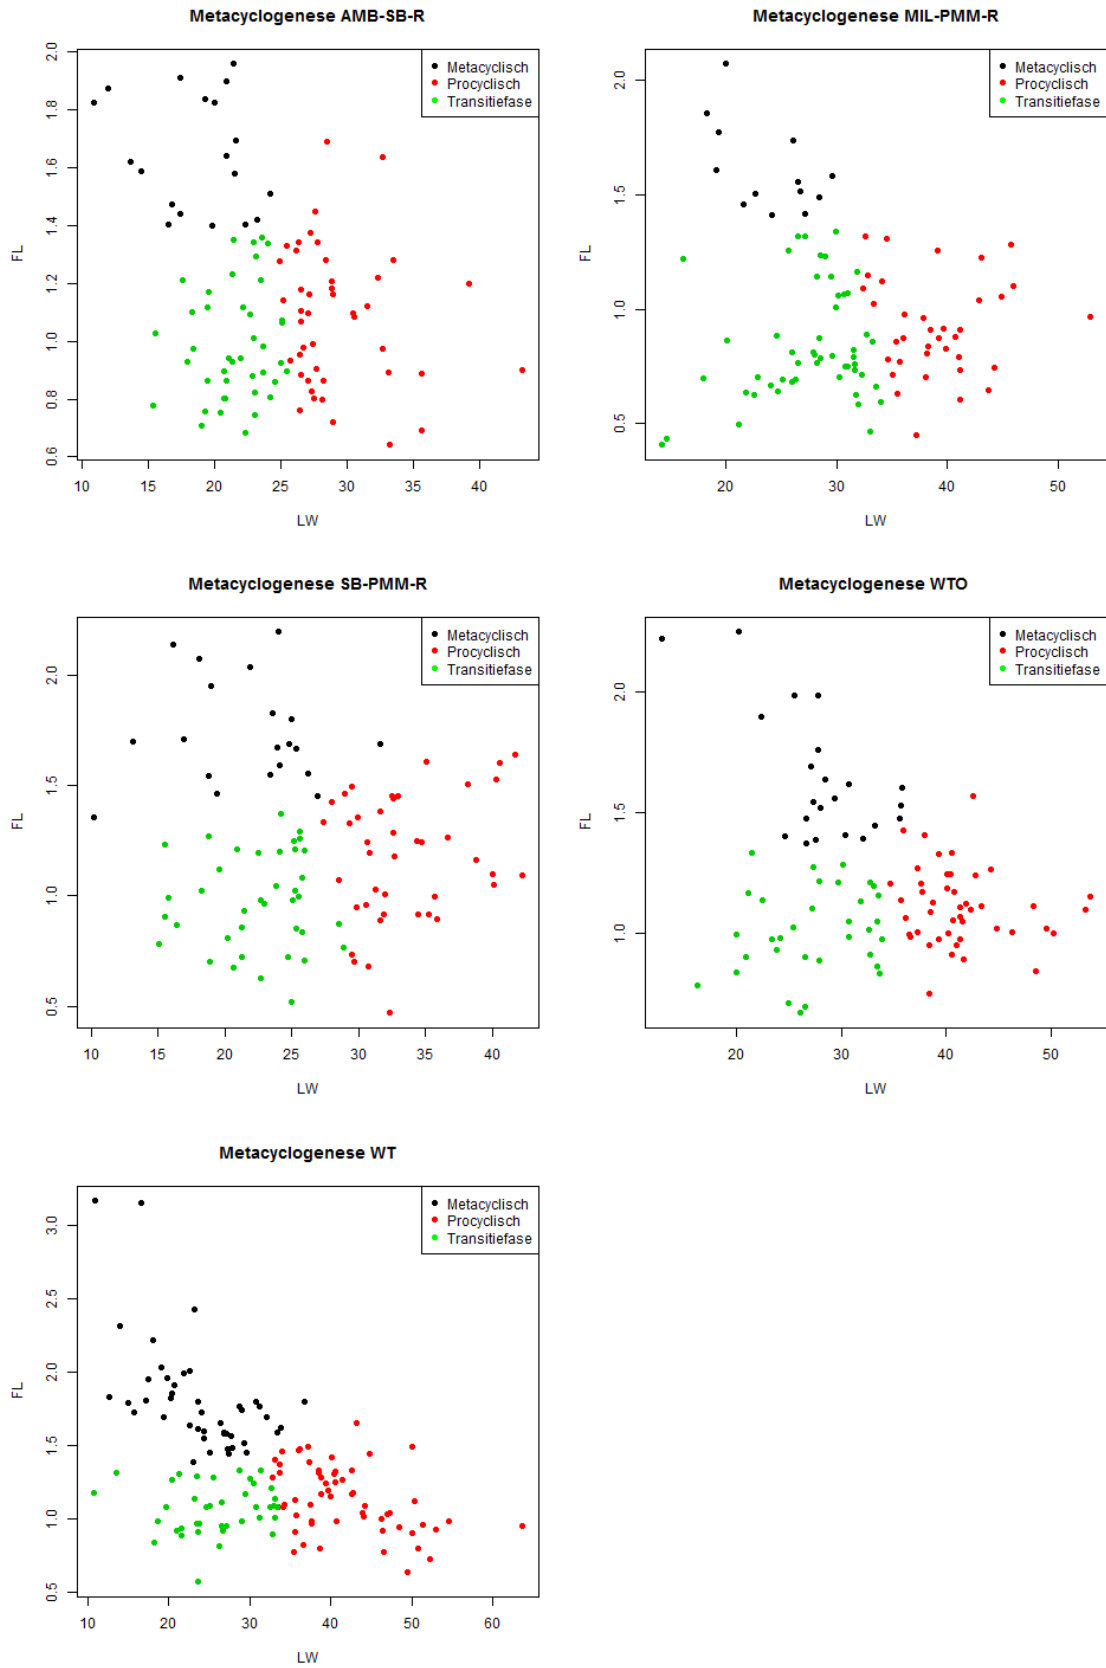 Metacyclogenese AMB-SB-R
Metacyclisch
Procyclisch
Transitiefase
FL
2.0
1.8
1.6
1.4
1.2
1.0
0.8
0.6
10 15 20 25 30 35 40
LW
Metacyclogenese MIL-PMM-R
Metacyclisch
Procyclisch
Transitiefase
FL
2.0
1.5
1.0
0.5
20 30 40 50
LW
Metacyclogenese SB-PMM-R
Metacyclisch
Procyclisch
Transitiefase
FL
2.0
1.5
1.0
0.5
10 15 20 25 30 35 40
LW
Metacyclogenese WTO
Metacyclisch
Procyclisch
Transitiefase
FL
2.0
1.5
1.0
20 30 40 50
LW
Metacyclogenese WT
Metacyclisch
Procyclisch
Transitiefase
FL
3.0
2.5
2.0
1.5
1.0
0.5
10 20 30 40 50 60
LW